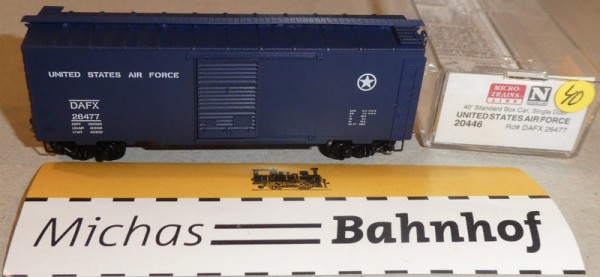 UNITED STATES AIR FORCE
DAFX
26477
MICRO-TRAINS LINE
N
40
40' Standard Box Car, Single Door
UNITED STATES AIR FORCE
20446
Rd# DAFX 26477
Michas Bahnhof